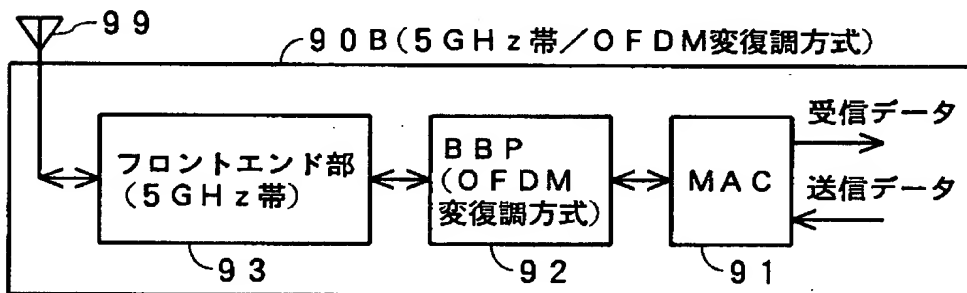 99
90B(5GHz帯/OFDM変復調方式)
フロントエンド部
(5GHz帯)
93
BBP
(OFDM
変復調方式)
92
MAC
91
受信データ
送信データ